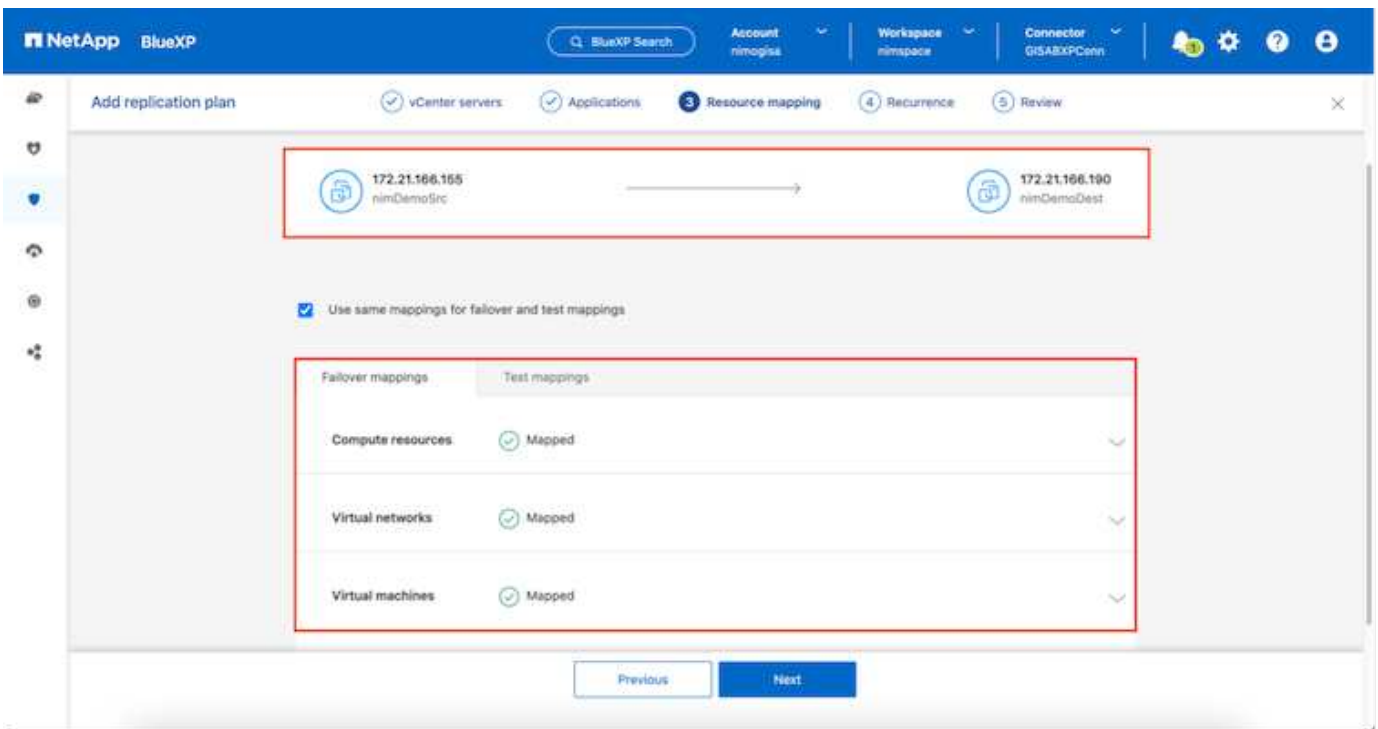 NetApp BlueXP
BlueXP Search
Account
nimogisa
Workspace
nimspace
Connector
GISABXPConn
1
Add replication plan
vCenter servers
Applications
3 Resource mapping
4 Recurrence
5 Review
172.21.166.155
nimDemoSrc
172.21.166.190
nimDemoDest
Use same mappings for failover and test mappings
Failover mappings
Test mappings
Compute resources
Mapped
Virtual networks
Mapped
Virtual machines
Mapped
Previous
Next